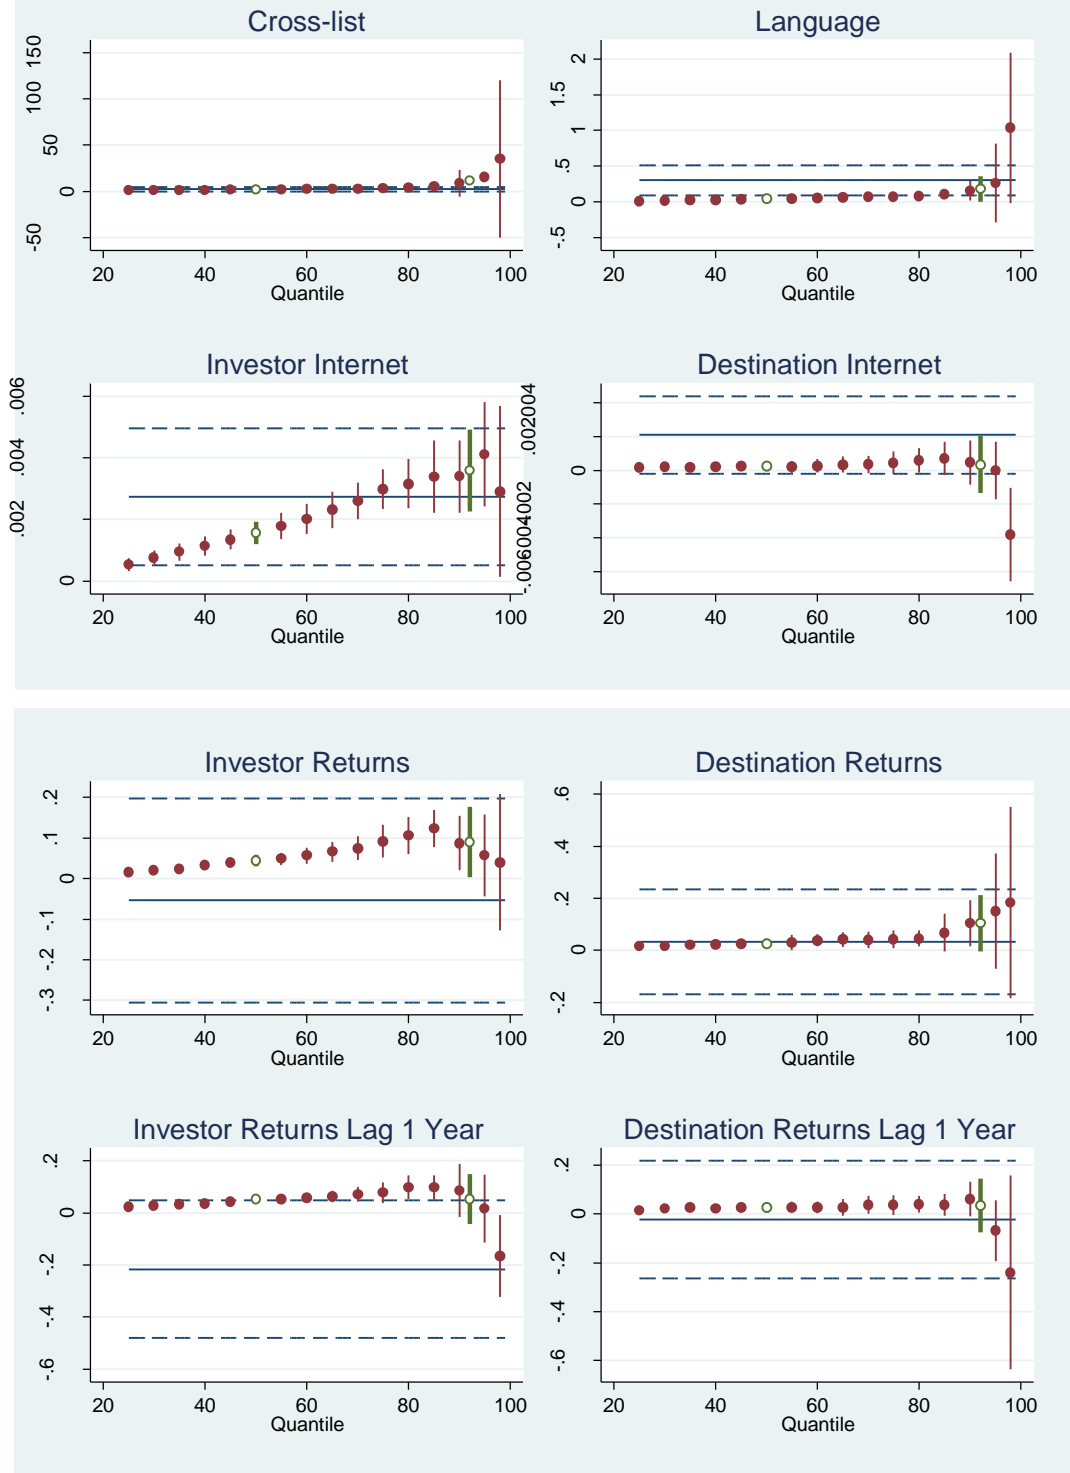 Cross-list
150
100
50
0
-50
20 40 60 80 100
Quantile
Language
2
1.5
1
.5
0
-.5
20 40 60 80 100
Quantile
Investor Internet
.006
.004
.002
0
20 40 60 80 100
Quantile
Destination Internet
.002004
0
20 40 60 80 100
Quantile
Investor Returns
.2
.1
0
-.1
-.2
-.3
20 40 60 80 100
Quantile
Destination Returns
.6
.4
.2
0
-.2
20 40 60 80 100
Quantile
Investor Returns Lag 1 Year
.2
0
-.2
-.4
-.6
20 40 60 80 100
Quantile
Destination Returns Lag 1 Year
.2
0
-.2
-.4
-.6
20 40 60 80 100
Quantile